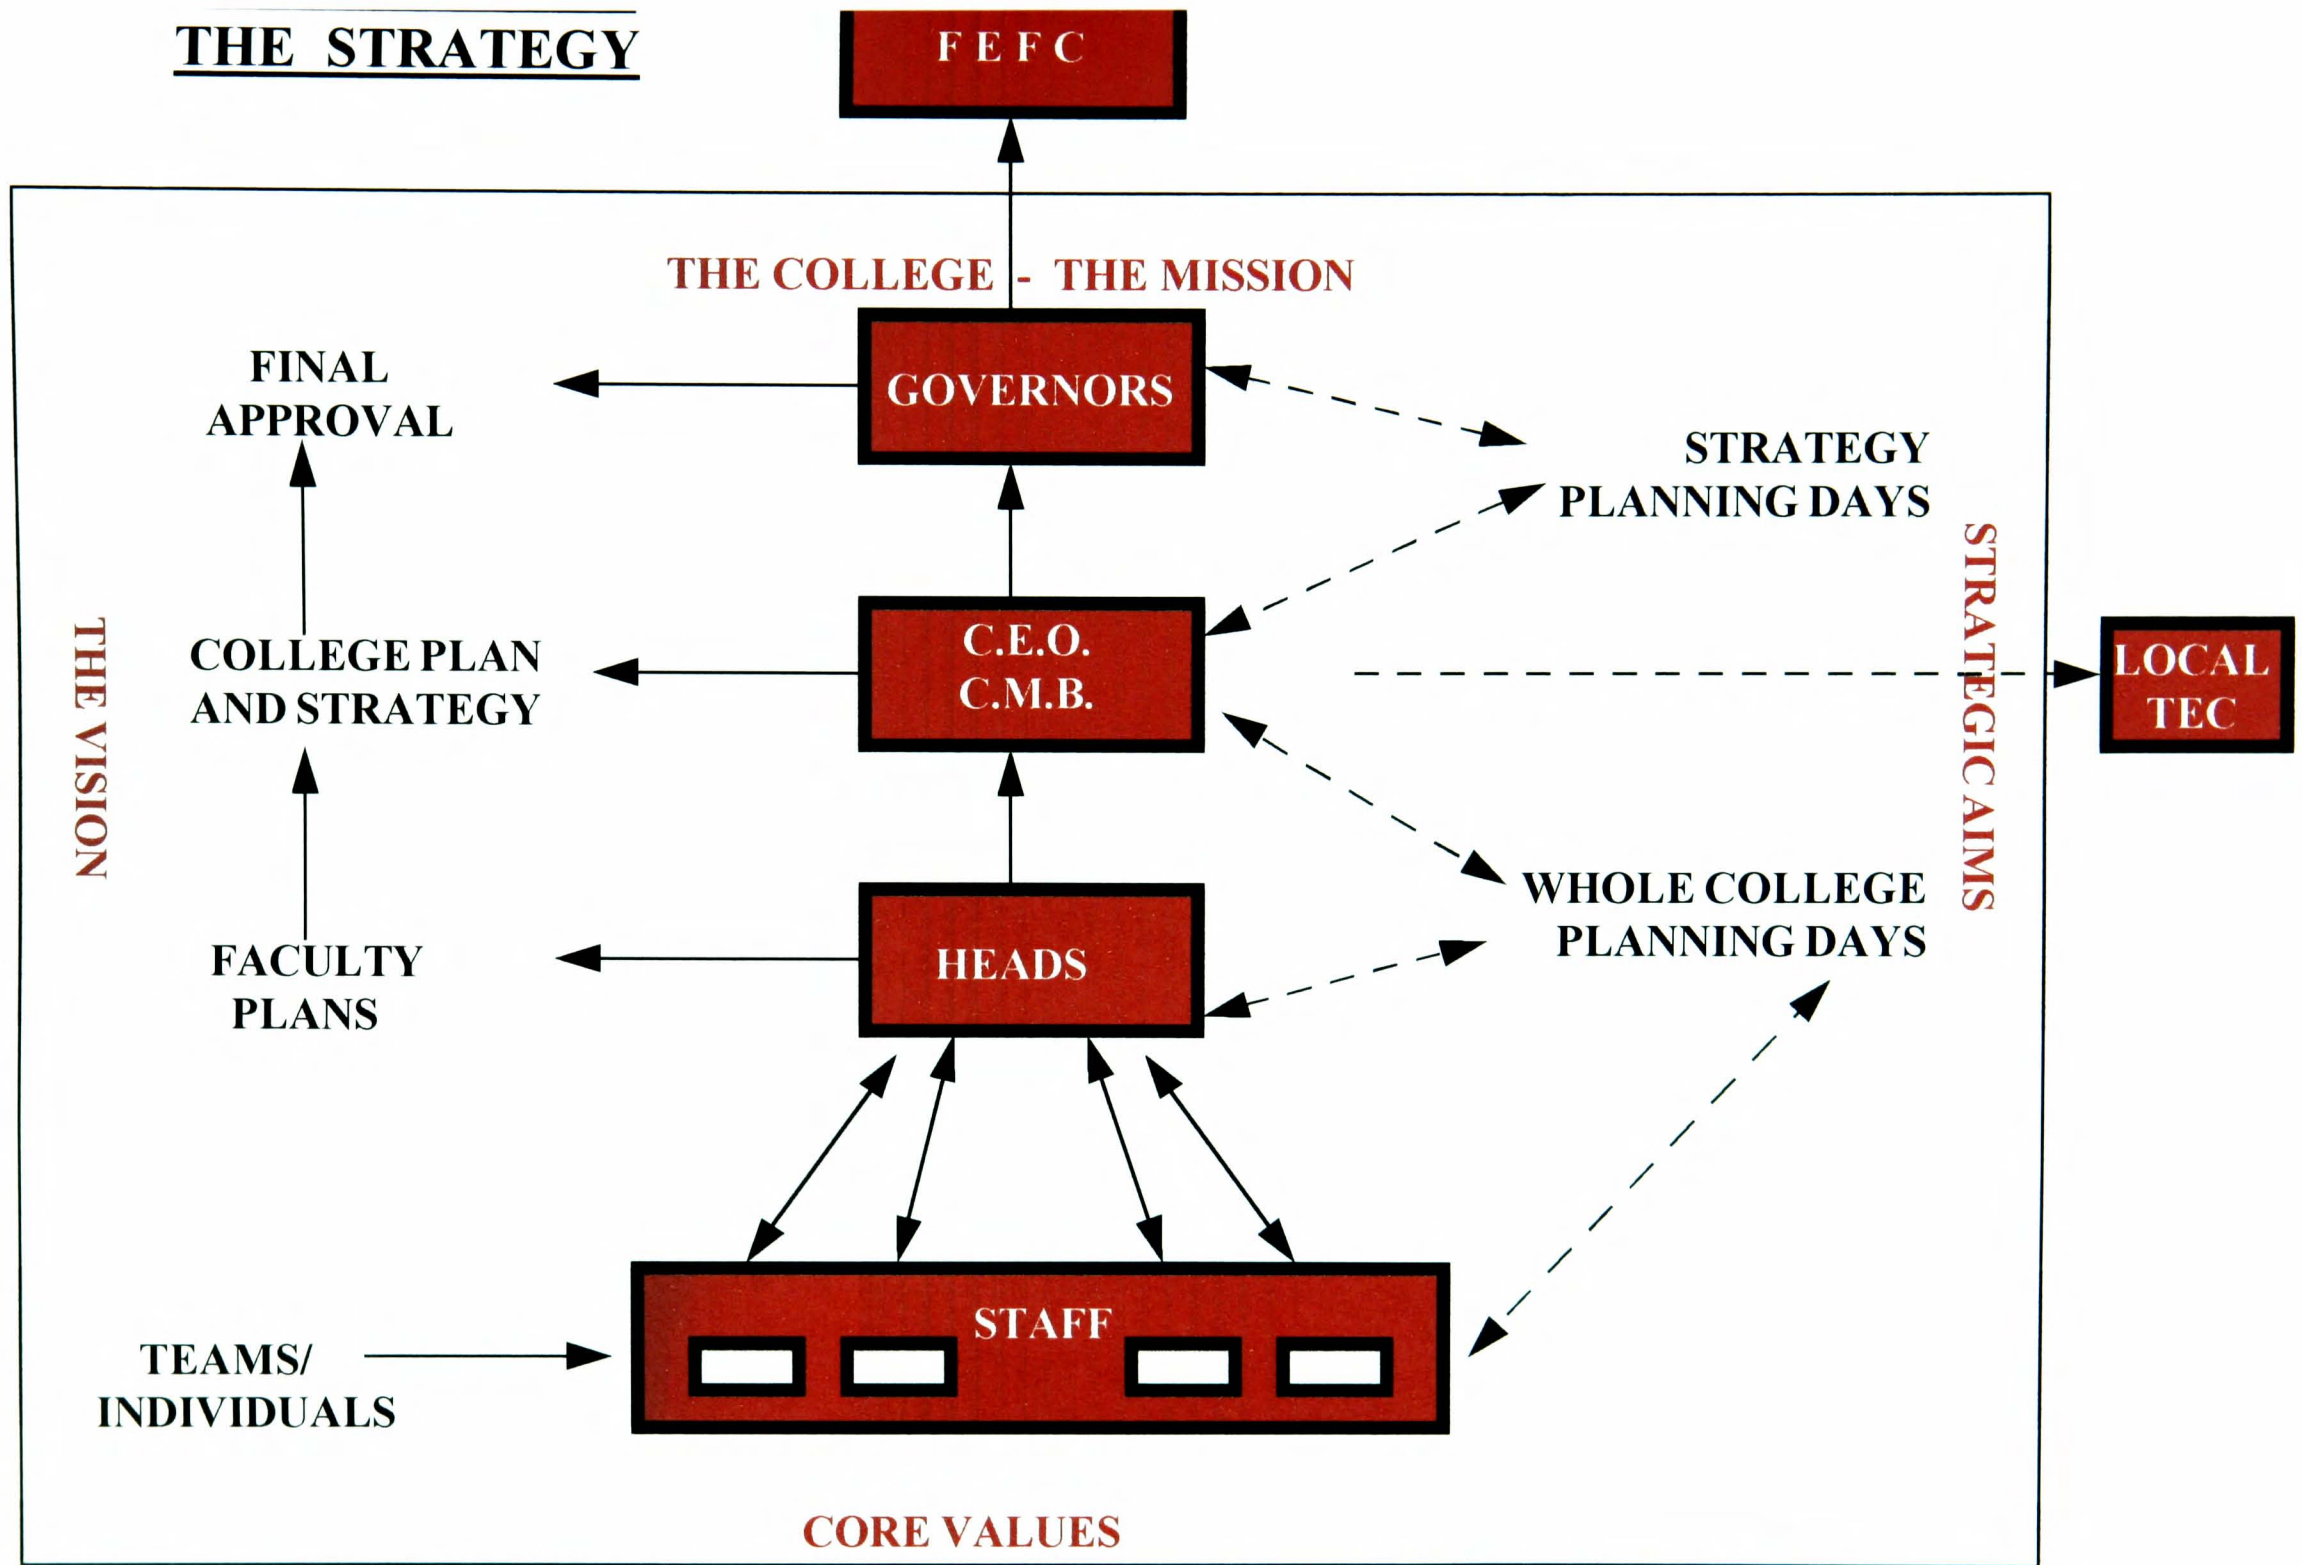 THE STRATEGY
F E F C
THE COLLEGE - THE MISSION
FINAL
APPROVAL
GOVERNORS
STRATEGY
PLANNING DAYS
THE VISION
COLLEGE PLAN
AND STRATEGY
C.E.O.
C.M.B.
STRATEGIC AIMS
LOCAL
TEC
FACULTY
PLANS
HEADS
WHOLE COLLEGE
PLANNING DAYS
TEAMS/
INDIVIDUALS
STAFF
CORE VALUES